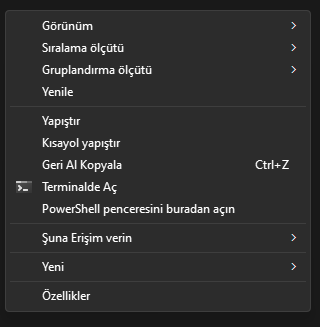 Görünüm
Sıralama ölçütü
Gruplandırma ölçütü
Yenile
Yapıştır
Kısayol yapıştır
Geri Al Kopyala Ctrl+Z
Terminalde Aç
PowerShell penceresini buradan açın
Şuna Erişim verin
Yeni
Özellikler